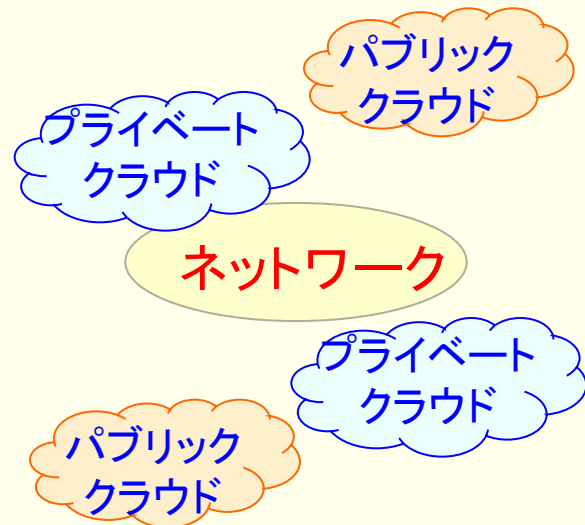 パブリック
クラウド
プライベート
クラウド
ネットワーク
プライベート
クラウド
パブリック
クラウド